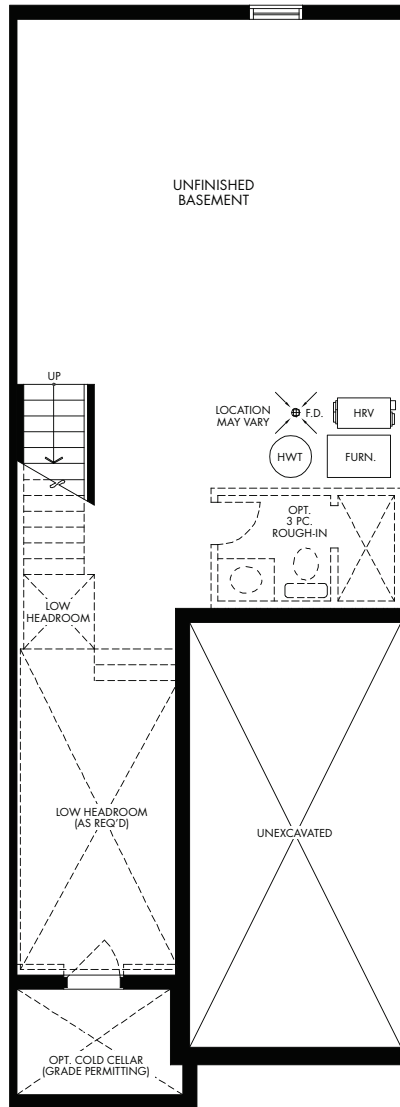 UNFINISHED
BASEMENT
UP
LOCATION
MAY VARY
F.D.
HRV
HWT
FURN.
OPT.
3 PC.
ROUGH-IN
LOW
HEADROOM
LOW HEADROOM
(AS REQ'D)
UNEXCAVATED
OPT. COLD CELLAR
(GRADE PERMITTING)